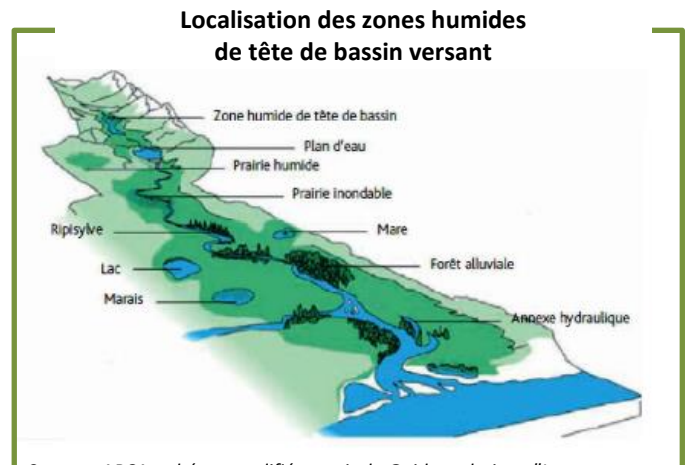 Localisation des zones humides
de tête de bassin versant
Zone humide de tête de bassin
Plan d'eau
Prairie humide
Prairie inondable
Ripisylve
Mare
Lac
Forêt alluviale
Marais
Annexe hydraulique